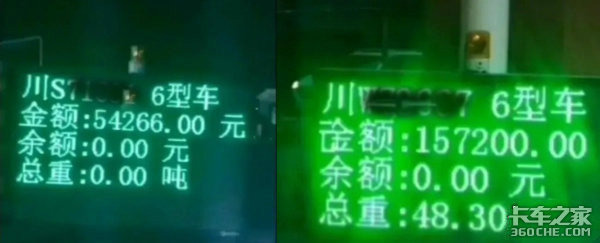 川S 6型车
金额:54266.00 元
余额:0.00 元
总重:0.00 吨
川W 6型车
金额:157200.00
余额:0.00 元
总重:48.30
卡车之家
360CHE.COM